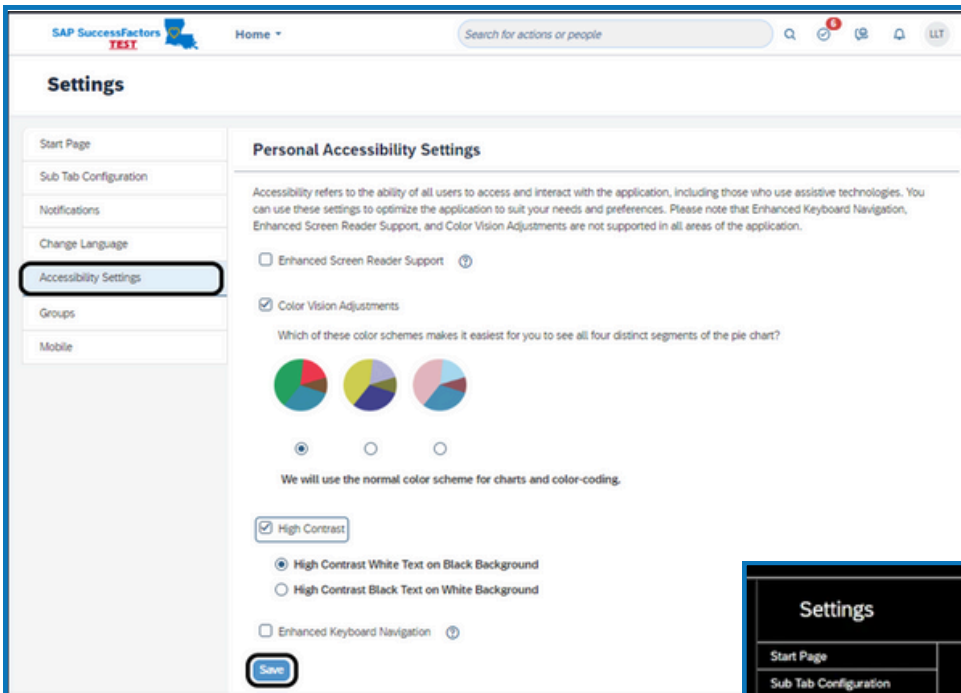 SAP SuccessFactors
TEST
Home
Search for actions or people
6
LLT
Settings
Start Page
Sub Tab Configuration
Notifications
Change Language
Accessibility Settings
Groups
Mobile
Personal Accessibility Settings
Accessibility refers to the ability of all users to access and interact with the application, including those who use assistive technologies. You
can use these settings to optimize the application to suit your needs and preferences. Please note that Enhanced Keyboard Navigation,
Enhanced Screen Reader Support, and Color Vision Adjustments are not supported in all areas of the application.
Enhanced Screen Reader Support
Color Vision Adjustments
Which of these color schemes makes it easiest for you to see all four distinct segments of the pie chart?
We will use the normal color scheme for charts and color-coding.
High Contrast
High Contrast White Text on Black Background
High Contrast Black Text on White Background
Enhanced Keyboard Navigation
Save
Settings
Start Page
Sub Tab Configuration